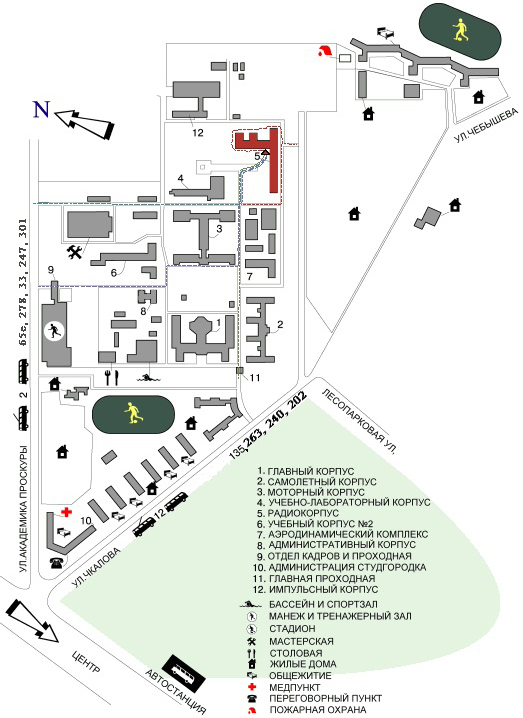 N
12
5
4
3
6
7
9
8
1
2
11
10
УЛ.ЧЕБЫШЕВА
65с, 278, 33, 247, 301
2
УЛ.АКАДЕМИКА ПРОСКУРЫ
ЛЕСОПАРКОВАЯ УЛ.
135, 263, 240, 202
12
УЛ.ЧКАЛОВА
ЦЕНТР
АВТОСТАНЦИЯ
1. ГЛАВНЫЙ КОРПУС
2. САМОЛЕТНЫЙ КОРПУС
3. МОТОРНЫЙ КОРПУС
4. УЧЕБНО-ЛАБОРАТОРНЫЙ КОРПУС
5. РАДИОКОРПУС
6. УЧЕБНЫЙ КОРПУС №2
7. АЭРОДИНАМИЧЕСКИЙ КОМПЛЕКС
8. АДМИНИСТРАТИВНЫЙ КОРПУС
9. ОТДЕЛ КАДРОВ И ПРОХОДНАЯ
10. АДМИНИСТРАЦИЯ СТУДГОРОДКА
11. ГЛАВНАЯ ПРОХОДНАЯ
12. ИМПУЛЬСНЫЙ КОРПУС
БАССЕЙН И СПОРТЗАЛ
МАНЕЖ И ТРЕНАЖЕРНЫЙ ЗАЛ
СТАДИОН
МАСТЕРСКАЯ
СТОЛОВАЯ
ЖИЛЫЕ ДОМА
ОБЩЕЖИТИЕ
МЕДПУНКТ
ПЕРЕГОВОРНЫЙ ПУНКТ
ПОЖАРНАЯ ОХРАНА